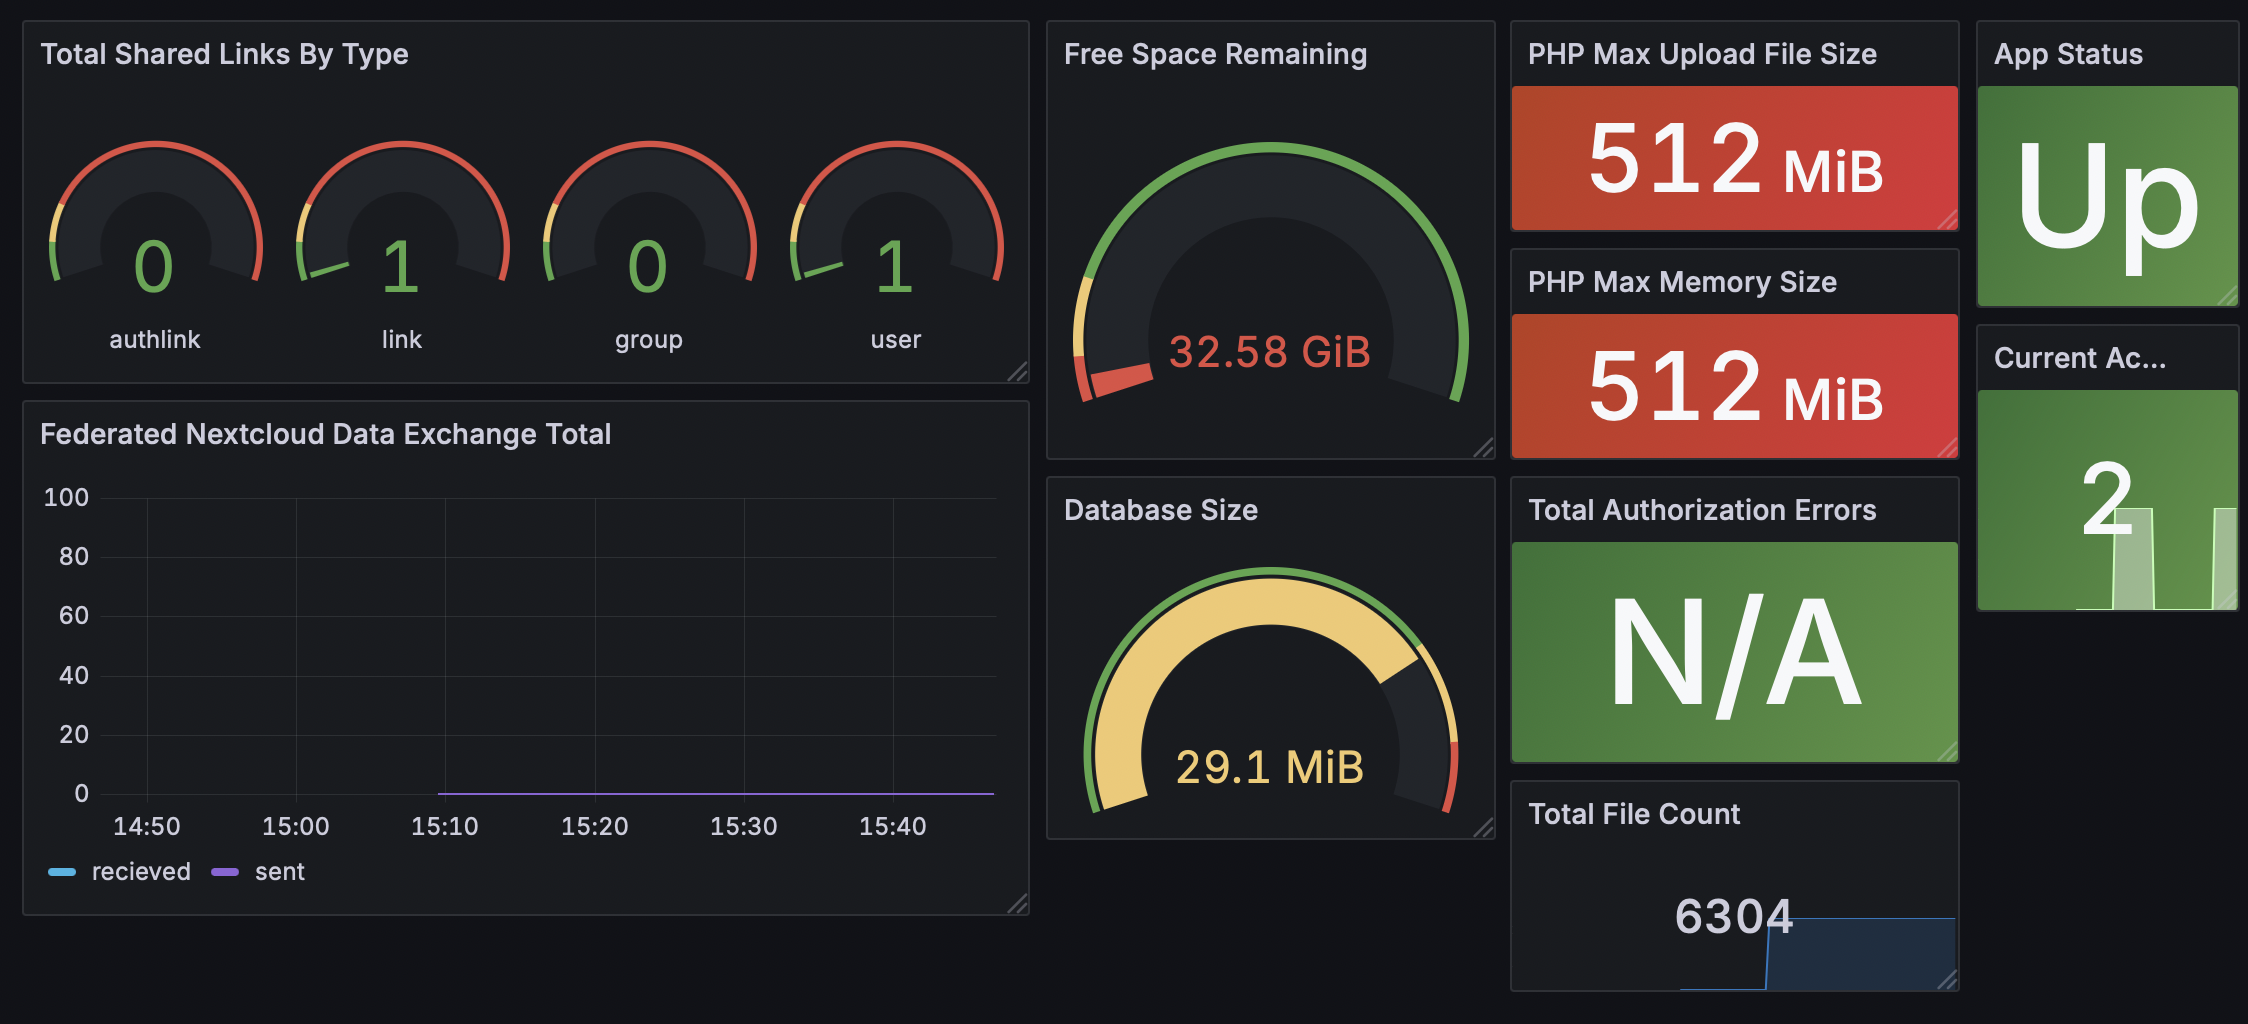 Total Shared Links By Type
0
1
0
1
authlink
link
group
user
Federated Nextcloud Data Exchange Total
100
80
60
40
20
0
14:50
15:00
15:10
15:20
15:30
15:40
recieved
sent
Free Space Remaining
32.58 GiB
Database Size
29.1 MiB
PHP Max Upload File Size
512 MiB
PHP Max Memory Size
512 MiB
Total Authorization Errors
N/A
Total File Count
6304
App Status
Up
Current Ac...
2